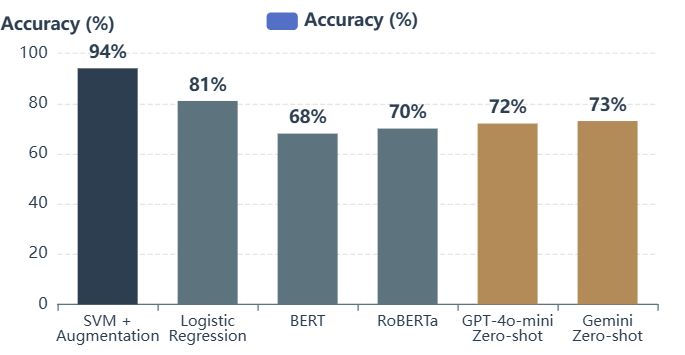 Accuracy (%)
Accuracy (%)
100
80
60
40
20
0
94%
81%
68%
70%
72%
73%
SVM +
Augmentation
Logistic
Regression
BERT
RoBERTa
GPT-4o-mini
Zero-shot
Gemini
Zero-shot